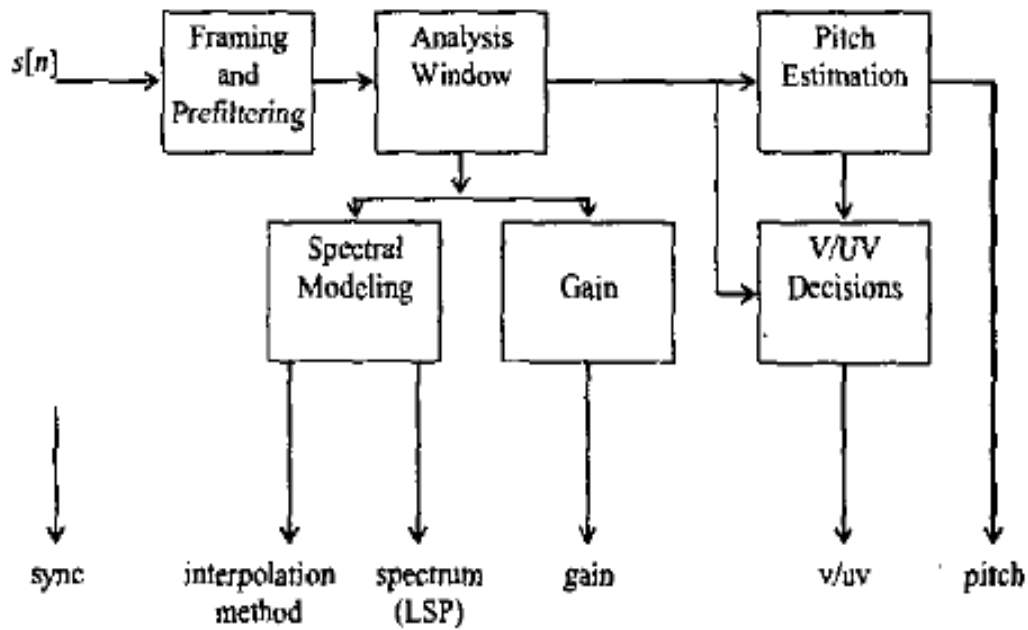 s[n]
Framing
and
Prefiltering
Analysis
Window
Pitch
Estimation
Spectral
Modeling
Gain
V/UV
Decisions
sync
interpolation
method
spectrum
(LSP)
gain
v/uv
pitch